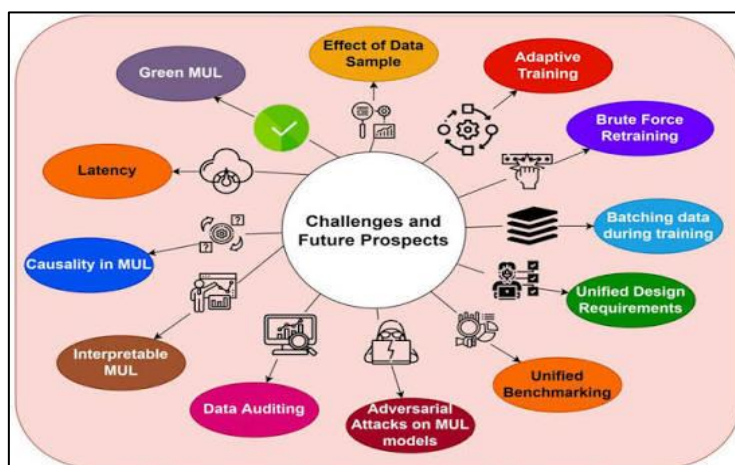 Effect of Data
Sample
Adaptive
Training
Green MUL
Brute Force
Retraining
Latency
Challenges and
Future Prospects
Batching data
during training
Causality in MUL
Unified Design
Requirements
Interpretable
MUL
Unified
Benchmarking
Data Auditing
Adversarial
Attacks on MUL
models